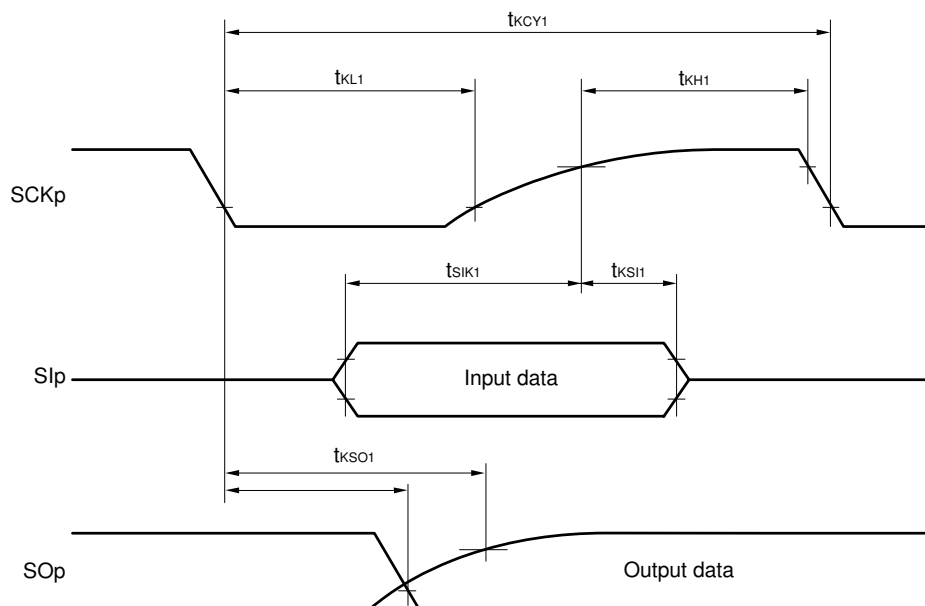 tKCY1
tKL1
tKH1
SCKp
tSIK1
tKSI1
SIp
Input data
tKSO1
SOp
Output data